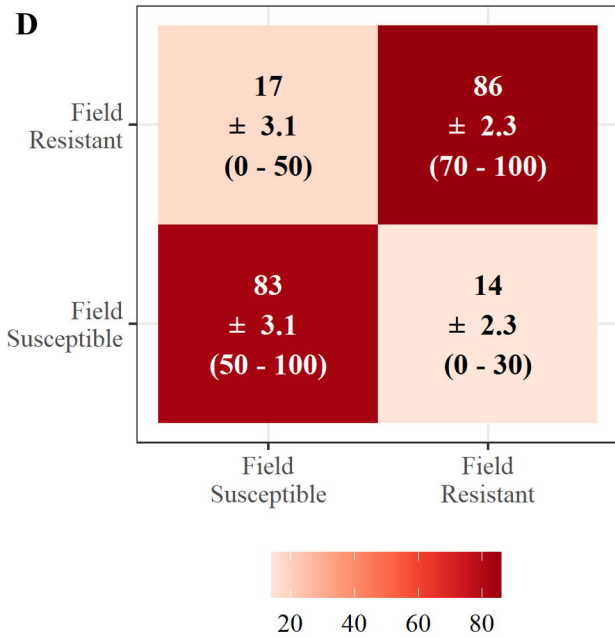 D
Field
Resistant
17
± 3.1
(0 - 50)
86
± 2.3
(70 - 100)
Field
Susceptible
83
± 3.1
(50 - 100)
14
± 2.3
(0 - 30)
Field
Susceptible
Field
Resistant
20 40 60 80